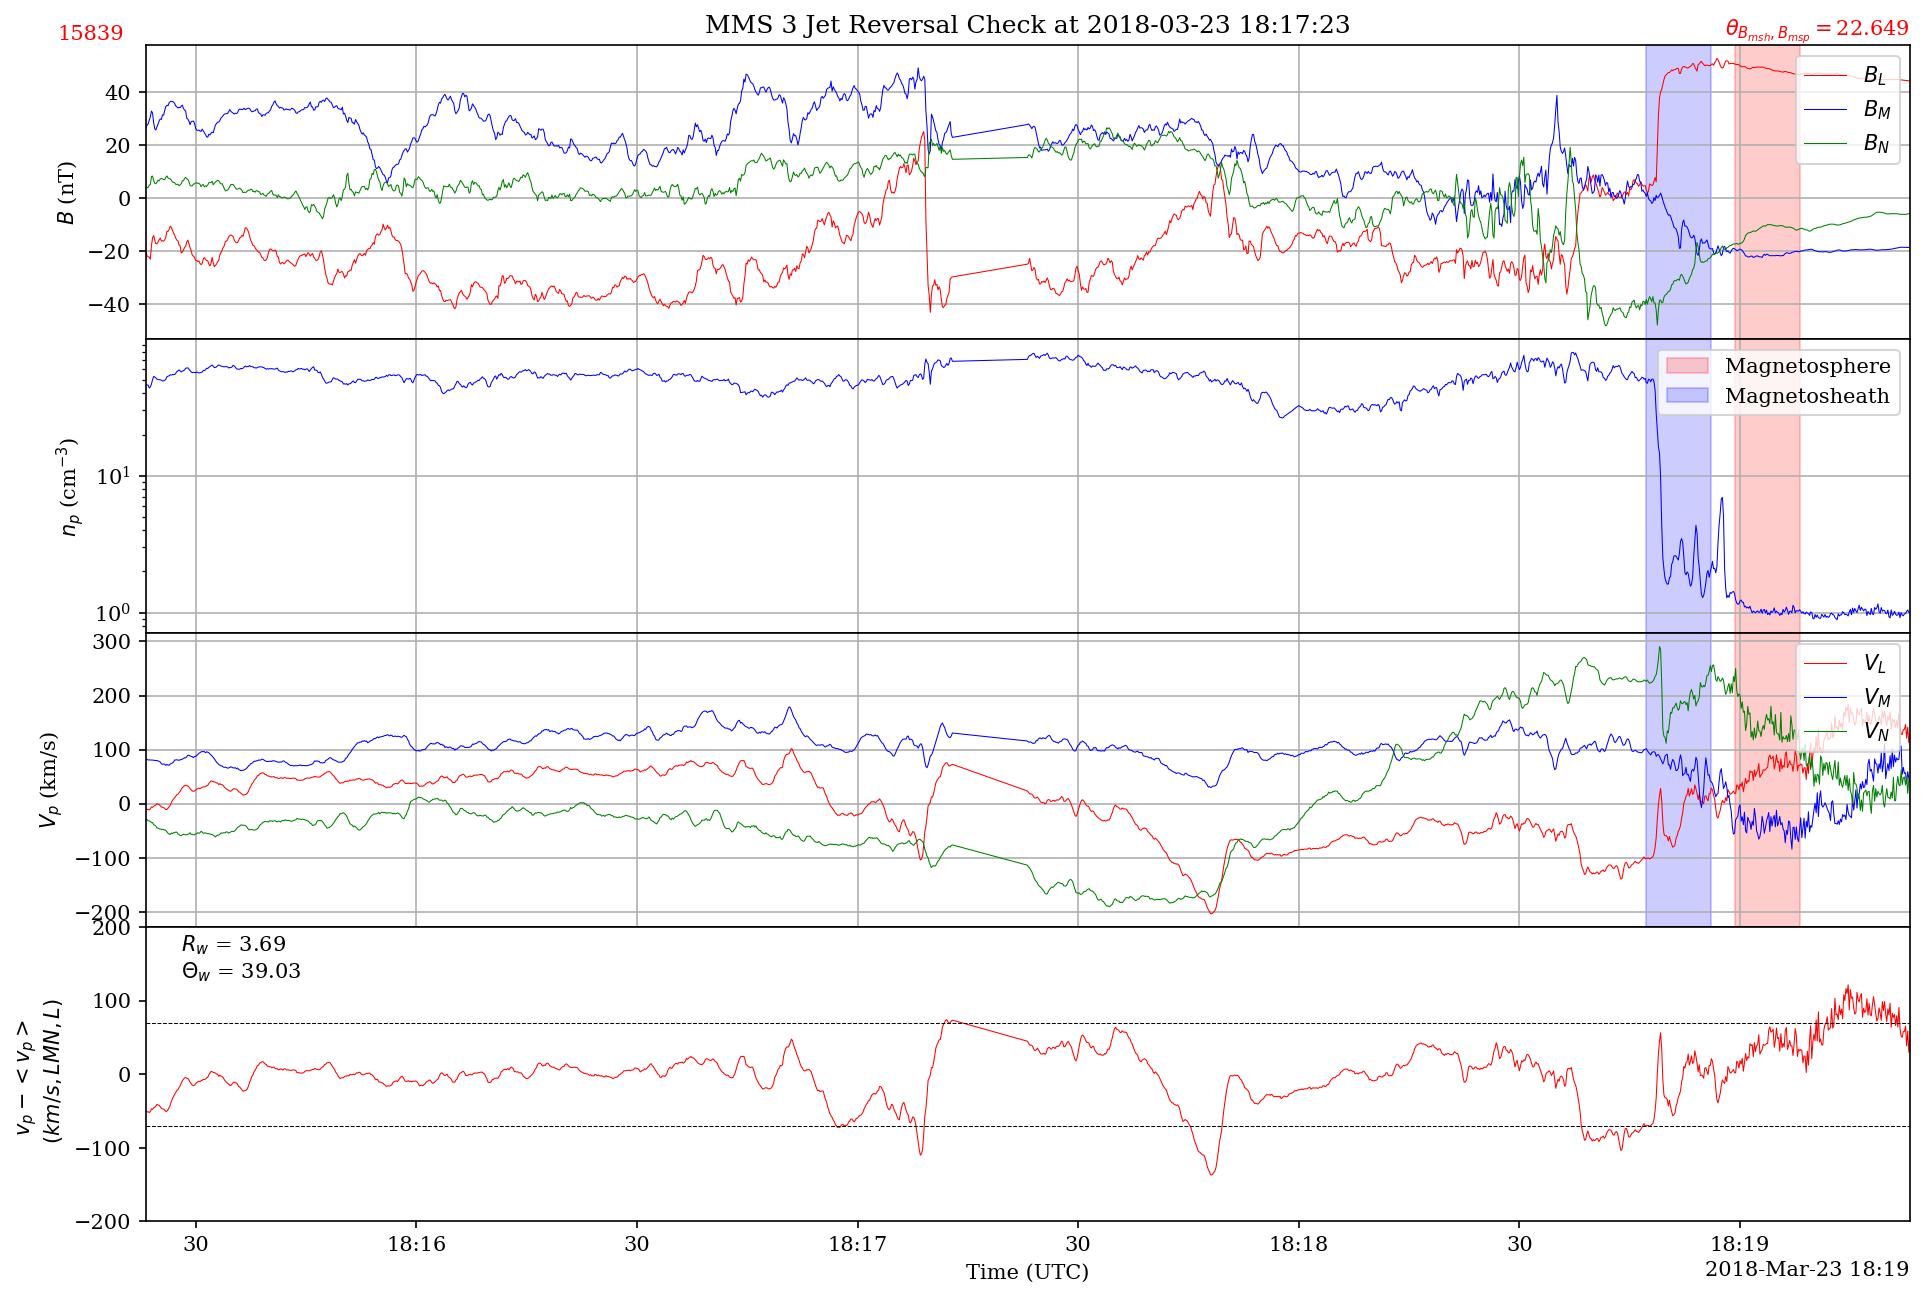 15839
MMS 3 Jet Reversal Check at 2018-03-23 18:17:23
θ_{B_{msh}, B_{msp}} = 22.649
B (nT)
40
20
0
−20
−40
B_L
B_M
B_N
n_p (cm^{−3})
10^1
10^0
Magnetosphere
Magnetosheath
V_p (km/s)
300
200
100
0
−100
−200
V_L
V_M
V_N
v_p − < v_p >
(km/s, LMN, L)
200
100
0
−100
−200
R_w = 3.69
Θ_w = 39.03
30
18:16
30
18:17
30
18:18
30
18:19
Time (UTC)
2018-Mar-23 18:19